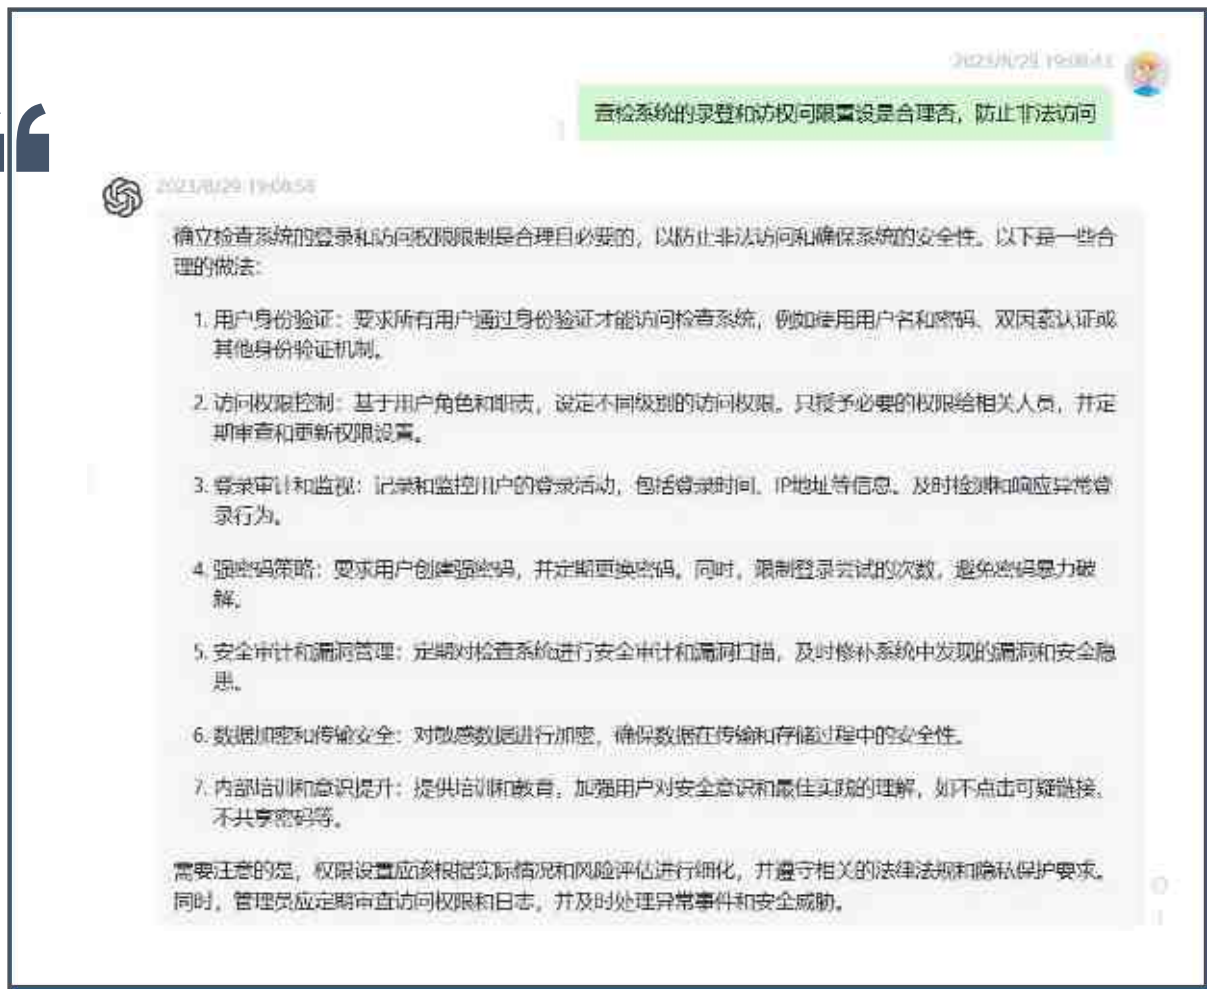 查检系统的录登和访权问限置设是合理否，防止非法访问
确立检查系统的登录和访问权限限制是合理且必要的，以防止非法访问和确保系统的安全性。以下是一些合
理的做法：
1. 用户身份验证：要求所有用户通过身份验证才能访问检查系统，例如使用用户名和密码、双因素认证或
其他身份验证机制。
2. 访问权限控制：基于用户角色和职责，设定不同级别的访问权限。只授予必要的权限给相关人员，并定
期审查和更新权限设置。
3. 登录审计和监视：记录和监控用户的登录活动，包括登录时间、IP地址等信息。及时检测和响应异常登
录行为。
4. 强密码策略：要求用户创建强密码，并定期更换密码。同时，限制登录尝试的次数，避免密码暴力破
解。
5. 安全审计和漏洞管理：定期对检查系统进行安全审计和漏洞扫描，及时修补系统中发现的漏洞和安全隐
患。
6. 数据加密和传输安全：对敏感数据进行加密，确保数据在传输和存储过程中的安全性。
7. 内部培训和意识提升：提供培训和教育，加强用户对安全意识和最佳实践的理解，如不点击可疑链接、
不共享密码等。
需要注意的是，权限设置应该根据实际情况和风险评估进行细化，并遵守相关的法律法规和隐私保护要求。
同时，管理员应定期审查访问权限和日志，并及时处理异常事件和安全威胁。